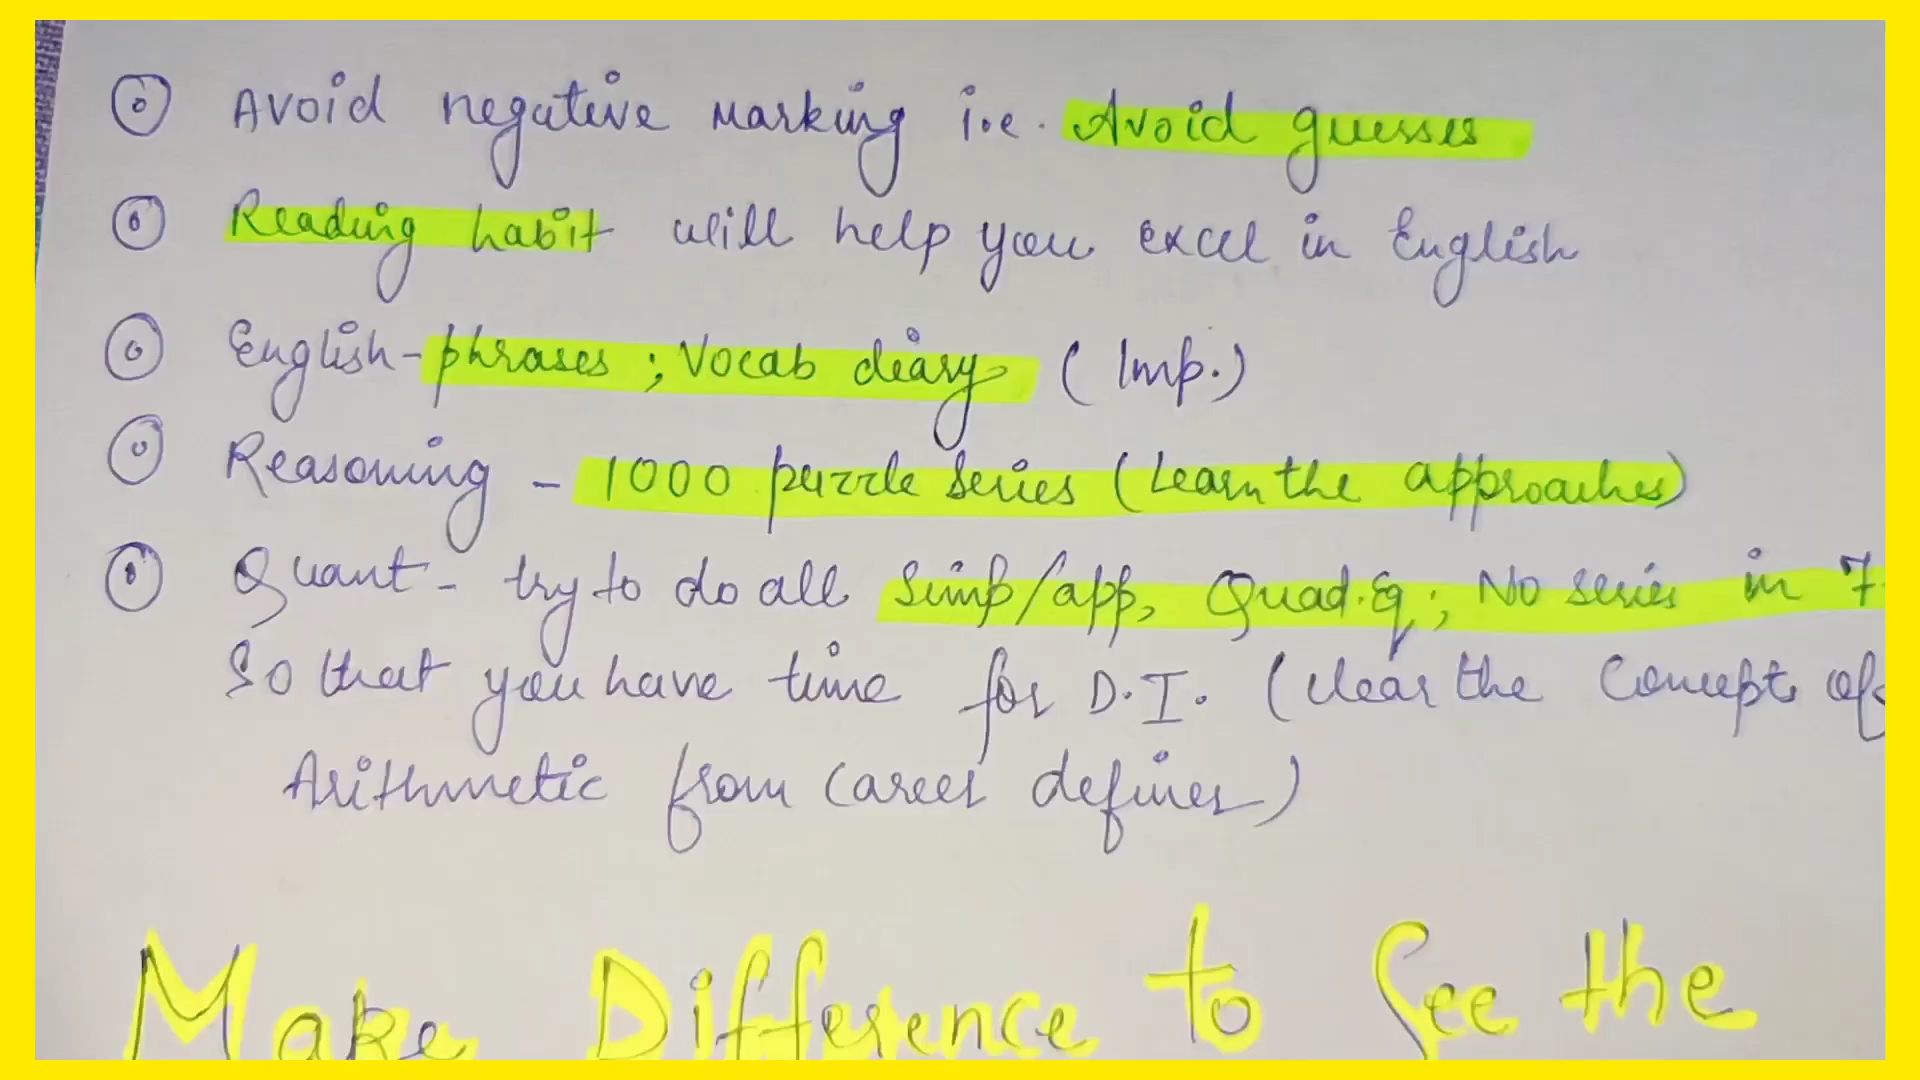 Avoid negative marking i.e. Avoid guesses
Reading habit will help you excel in English
English - phrases ; Vocab diary (Imp.)
Reasoning - 1000 puzzle series (Learn the approaches)
Quant - try to do all Simp/app, Quad. Eq ; No series in 7
So that you have time for D.I. (clear the concepts of
Arithmetic from Career definer)
Make Difference to See the